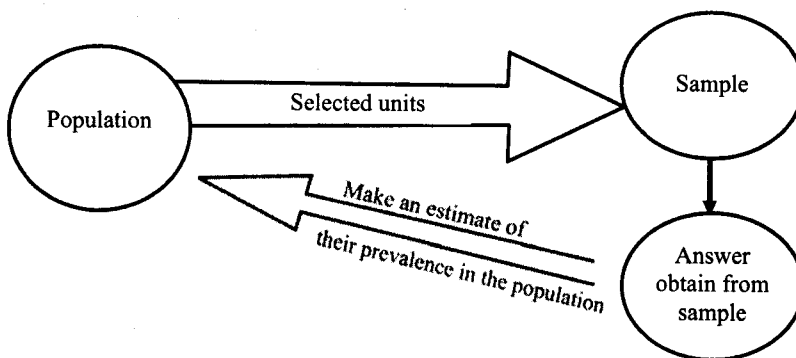 Population
Selected units
Sample
Make an estimate of
their prevalence in the population
Answer
obtain from
sample